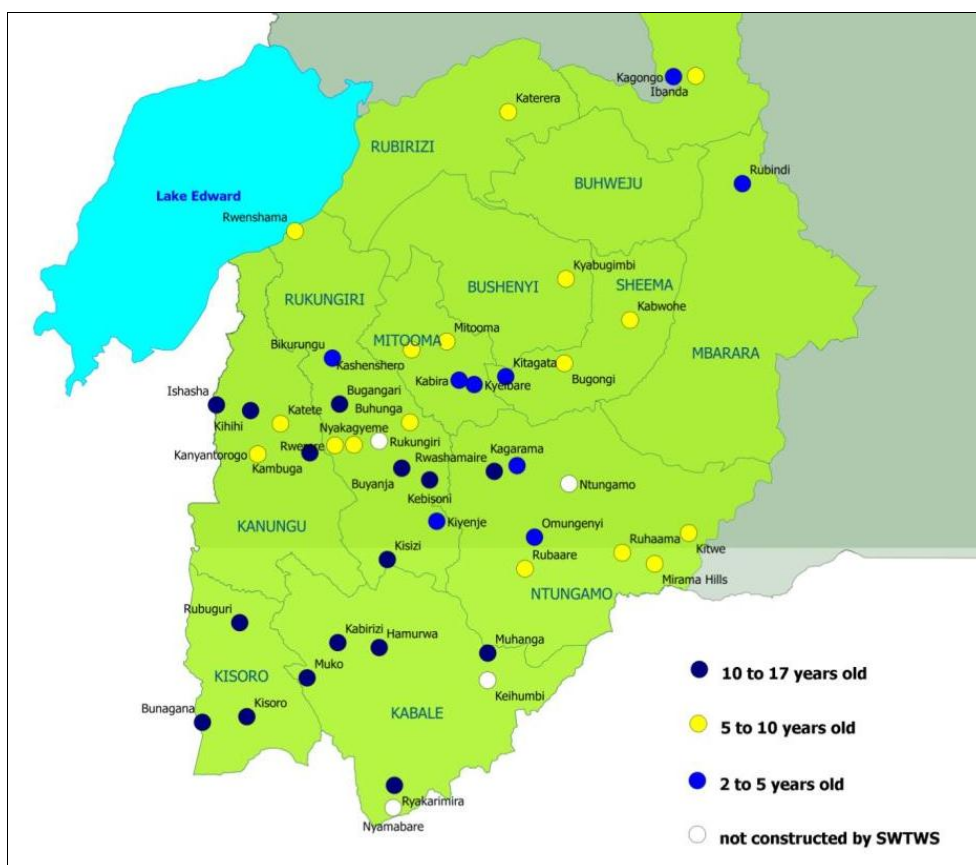 Kagongo
Ibanda
Katerera
RUBIRIZI
BUHWEJU
Rubindi
Lake Edward
Rwenshama
Kyabugimbi
BUSHENYI
SHEEMA
RUKUNGIRI
Kabwohe
Mitooma
MITOOMA
Bikurungu
Kashenshero
MBARARA
Kitagata
Bugongi
Kabira
Kyeibare
Ishasha
Bugangari
Katete
Buhunga
Kihihi
Nyakagyeme
Rukungiri
Kanyantorogo
Kambuga
Rwashamaire
Kagarama
Buyanja
Kebisoni
Ntungamo
Kiyenje
Omungenyi
KANUNGU
Ruhaama
Kitwe
Kisizi
Rubaare
Mirama Hills
NTUNGAMO
Rubuguri
Kabirizi
Hamurwa
Muhanga
Muko
KISORO
Keihumbi
Bunagana
Kisoro
KABALE
Ryakarimira
Nyamabare
10 to 17 years old
5 to 10 years old
2 to 5 years old
not constructed by SWTWS